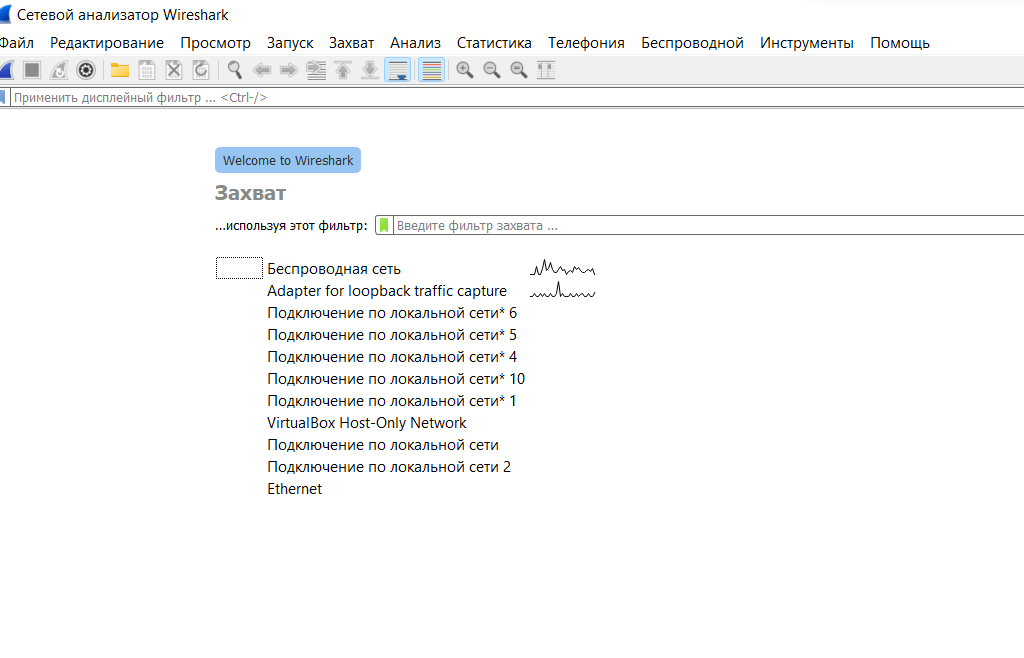 Сетевой анализатор Wireshark
Файл Редактирование Просмотр Запуск Захват Анализ Статистика Телефония Беспроводной Инструменты Помощь
Применить дисплейный фильтр ... <Ctrl-/>
Welcome to Wireshark
Захват
...используя этот фильтр: Введите фильтр захвата ...
Беспроводная сеть
Adapter for loopback traffic capture
Подключение по локальной сети* 6
Подключение по локальной сети* 5
Подключение по локальной сети* 4
Подключение по локальной сети* 10
Подключение по локальной сети* 1
VirtualBox Host-Only Network
Подключение по локальной сети
Подключение по локальной сети 2
Ethernet